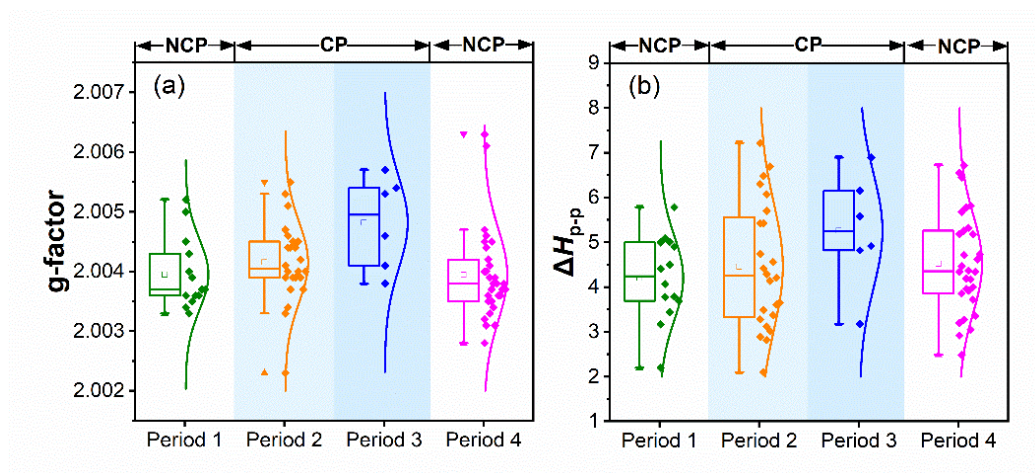 NCP CP NCP
(a)
g-factor
2.007
2.006
2.005
2.004
2.003
2.002
Period 1 Period 2 Period 3 Period 4
NCP CP NCP
(b)
ΔHp-p
9
8
7
6
5
4
3
2
1
Period 1 Period 2 Period 3 Period 4